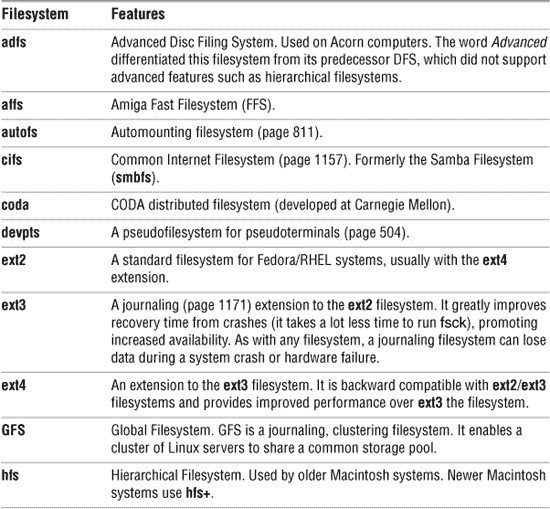 Filesystem Features
adfs Advanced Disc Filing System. Used on Acorn computers. The word Advanced
differentiated this filesystem from its predecessor DFS, which did not support
advanced features such as hierarchical filesystems.
affs Amiga Fast Filesystem (FFS).
autofs Automounting filesystem (page 811).
cifs Common Internet Filesystem (page 1157). Formerly the Samba Filesystem
(smbfs).
coda CODA distributed filesystem (developed at Carnegie Mellon).
devpts A pseudofilesystem for pseudoterminals (page 504).
ext2 A standard filesystem for Fedora/RHEL systems, usually with the ext4
extension.
ext3 A journaling (page 1171) extension to the ext2 filesystem. It greatly improves
recovery time from crashes (it takes a lot less time to run fsck), promoting
increased availability. As with any filesystem, a journaling filesystem can lose
data during a system crash or hardware failure.
ext4 An extension to the ext3 filesystem. It is backward compatible with ext2/ext3
filesystems and provides improved performance over ext3 the filesystem.
GFS Global Filesystem. GFS is a journaling, clustering filesystem. It enables a
cluster of Linux servers to share a common storage pool.
hfs Hierarchical Filesystem. Used by older Macintosh systems. Newer Macintosh
systems use hfs+.